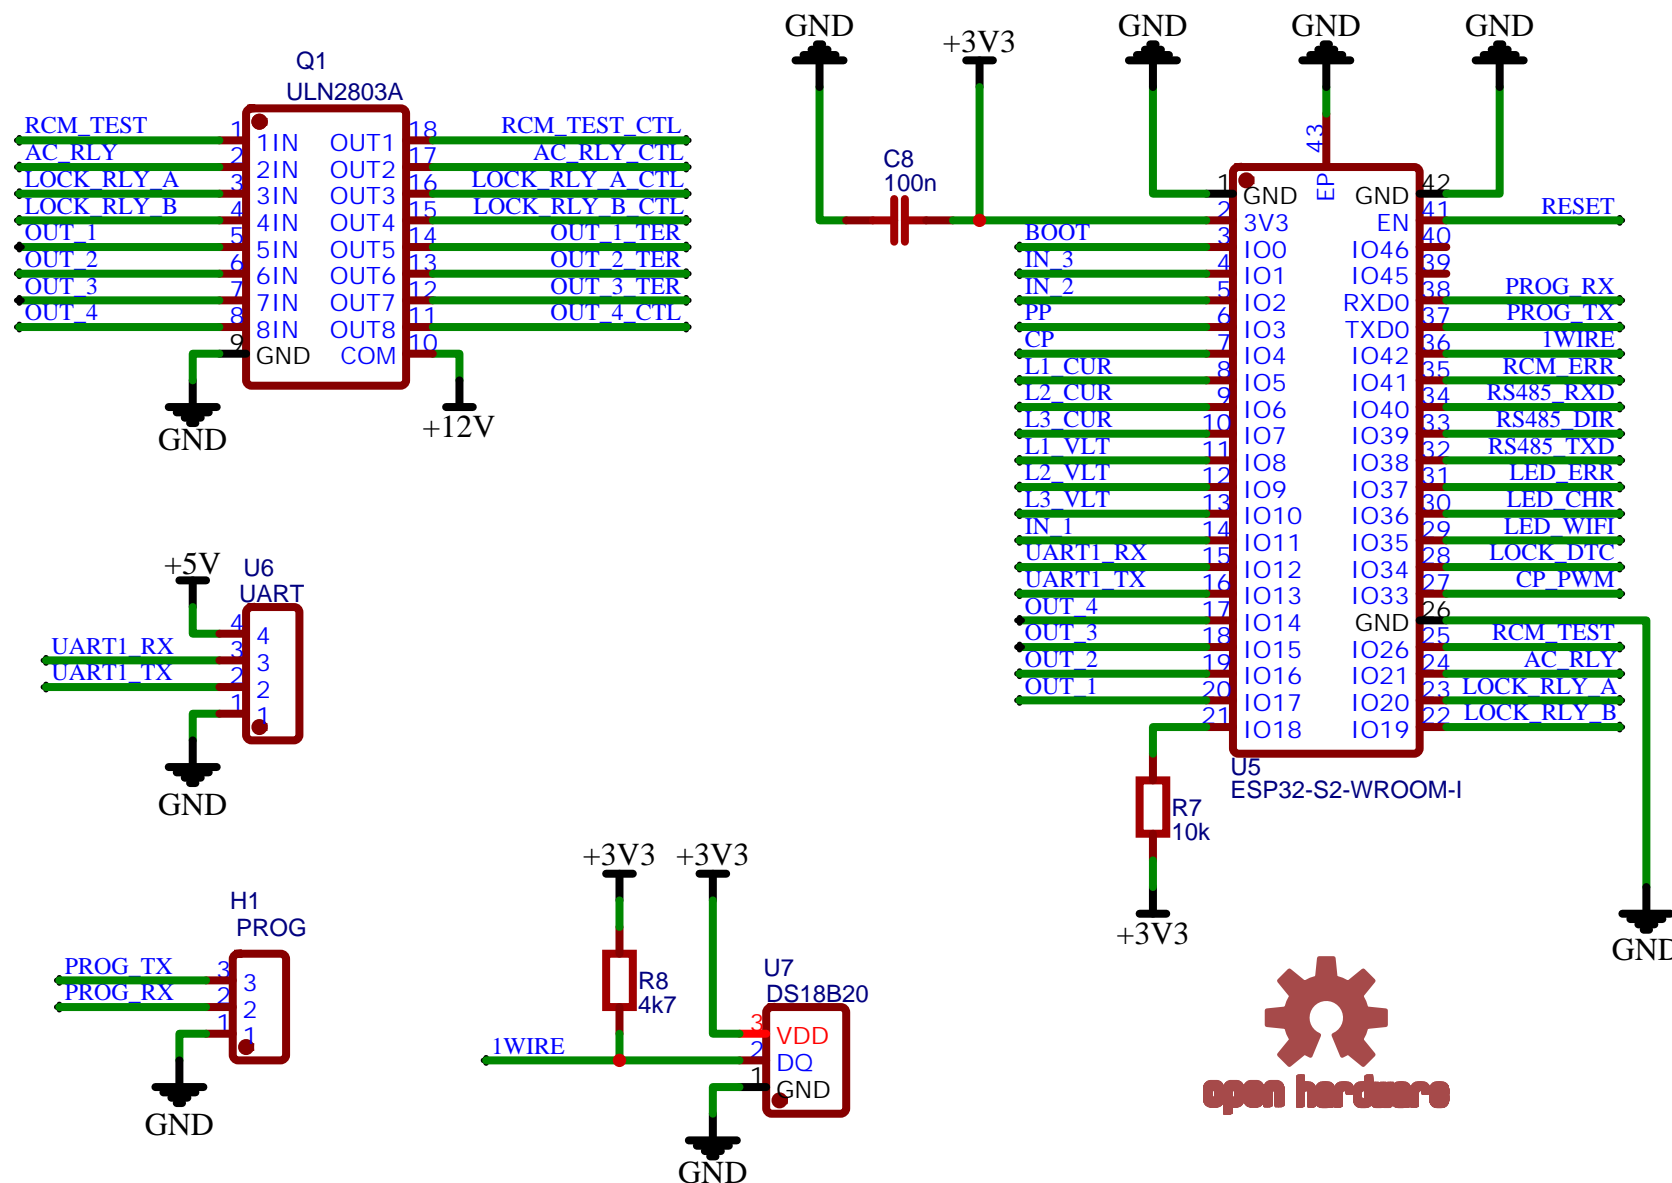 Q1
ULN2803A
RCM_TEST 1 1IN OUT1 18 RCM_TEST_CTL
AC_RLY 2 2IN OUT2 17 AC_RLY_CTL
LOCK_RLY_A 3 3IN OUT3 16 LOCK_RLY_A_CTL
LOCK_RLY_B 4 4IN OUT4 15 LOCK_RLY_B_CTL
OUT_1 5 5IN OUT5 14 OUT_1_TER
OUT_2 6 6IN OUT6 13 OUT_2_TER
OUT_3 7 7IN OUT7 12 OUT_3_TER
OUT_4 8 8IN OUT8 11 OUT_4_CTL
9 GND COM 10
GND
+12V
GND
+3V3
GND
GND
GND
C8
100n
43
EP
1 GND GND 42
2 3V3 EN 41 RESET
BOOT 3 IO0 IO46 40
IN_3 4 IO1 IO45 39
IN_2 5 IO2 RXD0 38 PROG_RX
PP 6 IO3 TXD0 37 PROG_TX
CP 7 IO4 IO42 36 1WIRE
L1_CUR 8 IO5 IO41 35 RCM_ERR
L2_CUR 9 IO6 IO40 34 RS485_RXD
L3_CUR 10 IO7 IO39 33 RS485_DIR
L1_VLT 11 IO8 IO38 32 RS485_TXD
L2_VLT 12 IO9 IO37 31 LED_ERR
L3_VLT 13 IO10 IO36 30 LED_CHR
IN_1 14 IO11 IO35 29 LED_WIFI
UART1_RX 15 IO12 IO34 28 LOCK_DTC
UART1_TX 16 IO13 IO33 27 CP_PWM
OUT_4 17 IO14 GND 26
OUT_3 18 IO15 IO26 25 RCM_TEST
OUT_2 19 IO16 IO21 24 AC_RLY
OUT_1 20 IO17 IO20 23 LOCK_RLY_A
21 IO18 IO19 22 LOCK_RLY_B
U5
ESP32-S2-WROOM-I
R7
10k
+3V3
GND
+5V
U6
UART
4 4
UART1_RX 3 3
UART1_TX 2 2
1 1
GND
H1
PROG
PROG_TX 3 3
PROG_RX 2 2
1 1
GND
+3V3 +3V3
R8
4k7
U7
DS18B20
3 VDD
1WIRE 2 DQ
1 GND
GND
open hardware